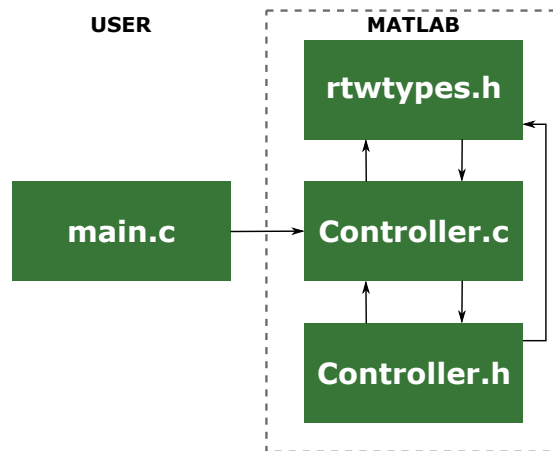 USER
MATLAB
rtwtypes.h
main.c
Controller.c
Controller.h